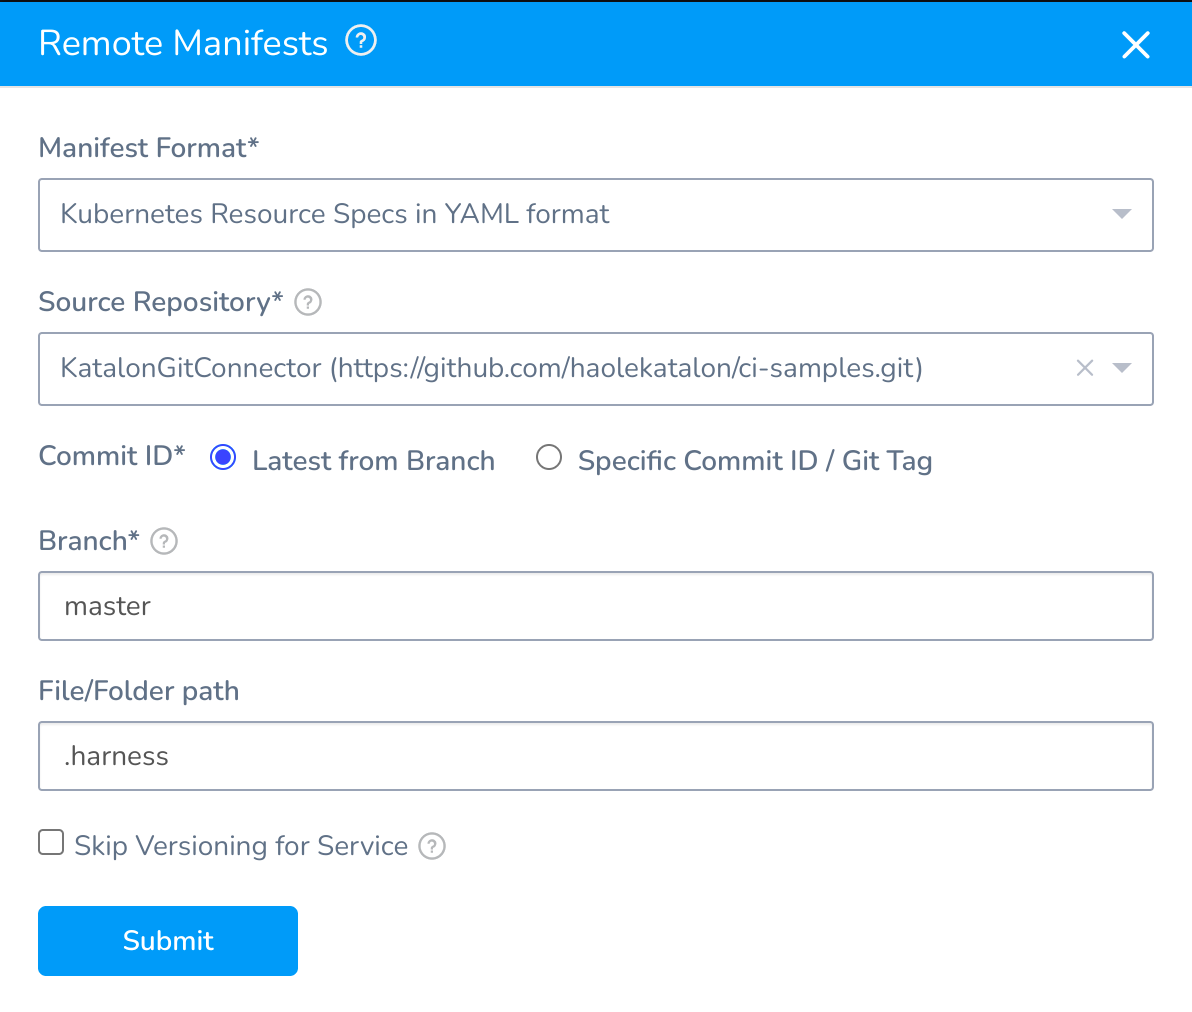 Remote Manifests ?
Manifest Format*
Kubernetes Resource Specs in YAML format
Source Repository* ?
KatalonGitConnector (https://github.com/haolekatalon/ci-samples.git)
Commit ID* Latest from Branch Specific Commit ID / Git Tag
Branch* ?
master
File/Folder path
.harness
Skip Versioning for Service ?
Submit